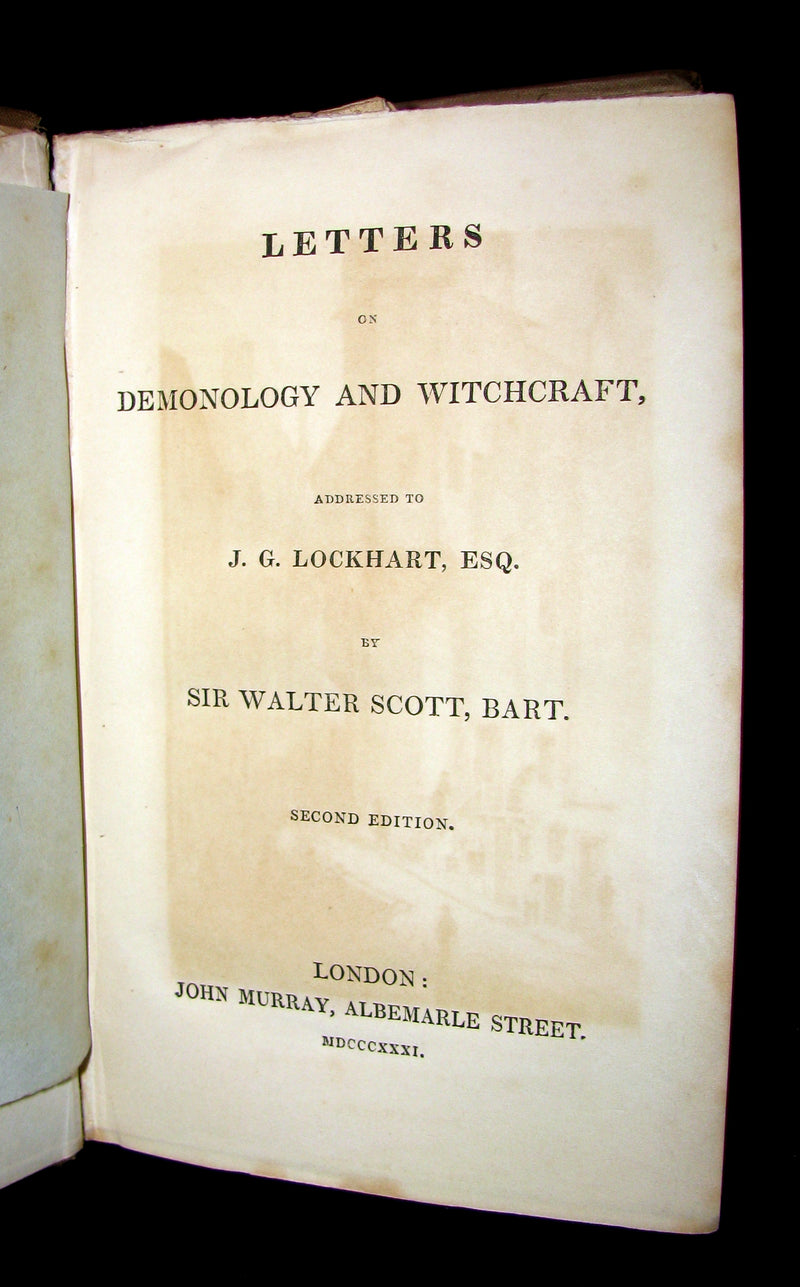 LETTERS
ON
DEMONOLOGY AND WITCHCRAFT,
ADDRESSED TO
J. G. LOCKHART, ESQ.
BY
SIR WALTER SCOTT, BART.
SECOND EDITION.
LONDON:
JOHN MURRAY, ALBEMARLE STREET.
MDCCCXXXI.